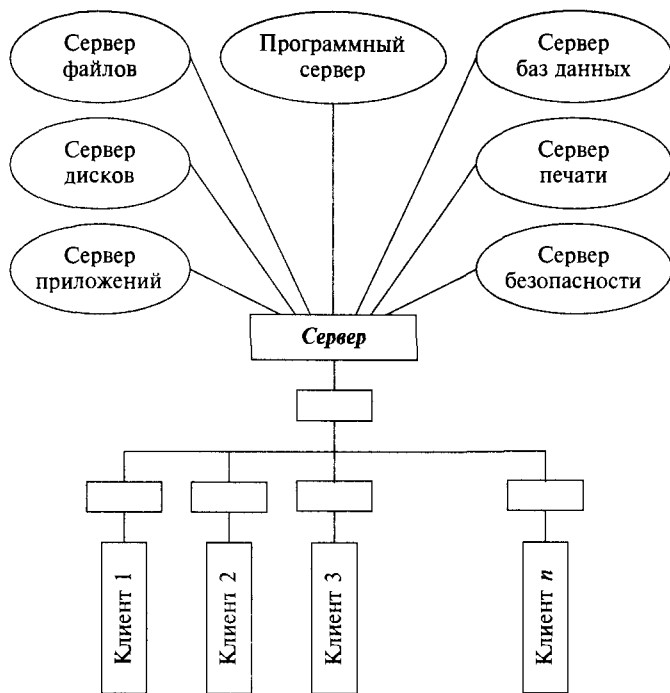 Сервер
файлов
Программный
сервер
Сервер
баз данных
Сервер
дисков
Сервер
печати
Сервер
приложений
Сервер
безопасности
Сервер
Клиент 1
Клиент 2
Клиент 3
Клиент n